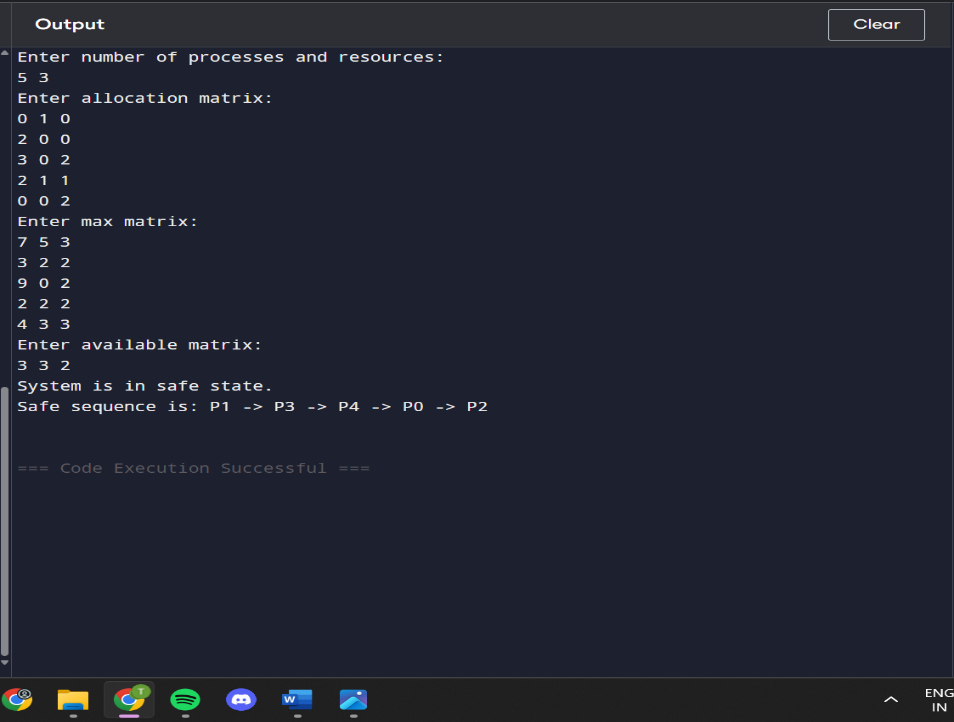 Output
Clear
Enter number of processes and resources:
5 3
Enter allocation matrix:
0 1 0
2 0 0
3 0 2
2 1 1
0 0 2
Enter max matrix:
7 5 3
3 2 2
9 0 2
2 2 2
4 3 3
Enter available matrix:
3 3 2
System is in safe state.
Safe sequence is: P1 -> P3 -> P4 -> P0 -> P2
=== Code Execution Successful ===
T
W
ENG
IN